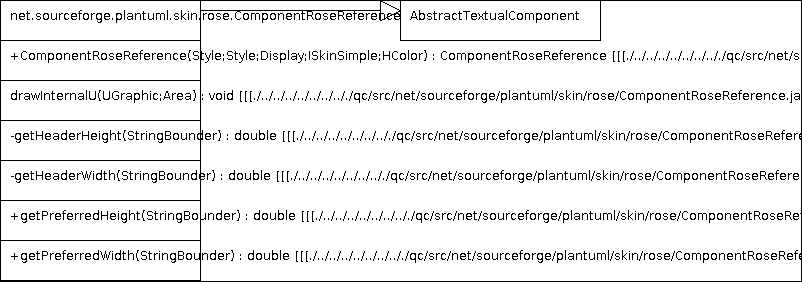 net.sourceforge.plantuml.skin.rose.ComponentRoseReference
AbstractTextualComponent
+ComponentRoseReference(Style;Style;Display;ISkinSimple;HColor) : ComponentRoseReference [[[./../../../../../../../qc/src/net/s
drawInternalU(UGraphic;Area) : void [[[./../../../../../../../qc/src/net/sourceforge/plantuml/skin/rose/ComponentRoseReference.ja
-getHeaderHeight(StringBounder) : double [[[./../../../../../../../qc/src/net/sourceforge/plantuml/skin/rose/ComponentRoseRefere
-getHeaderWidth(StringBounder) : double [[[./../../../../../../../qc/src/net/sourceforge/plantuml/skin/rose/ComponentRoseRefere
+getPreferredHeight(StringBounder) : double [[[./../../../../../../../qc/src/net/sourceforge/plantuml/skin/rose/ComponentRoseRef
+getPreferredWidth(StringBounder) : double [[[./../../../../../../../qc/src/net/sourceforge/plantuml/skin/rose/ComponentRoseRefe